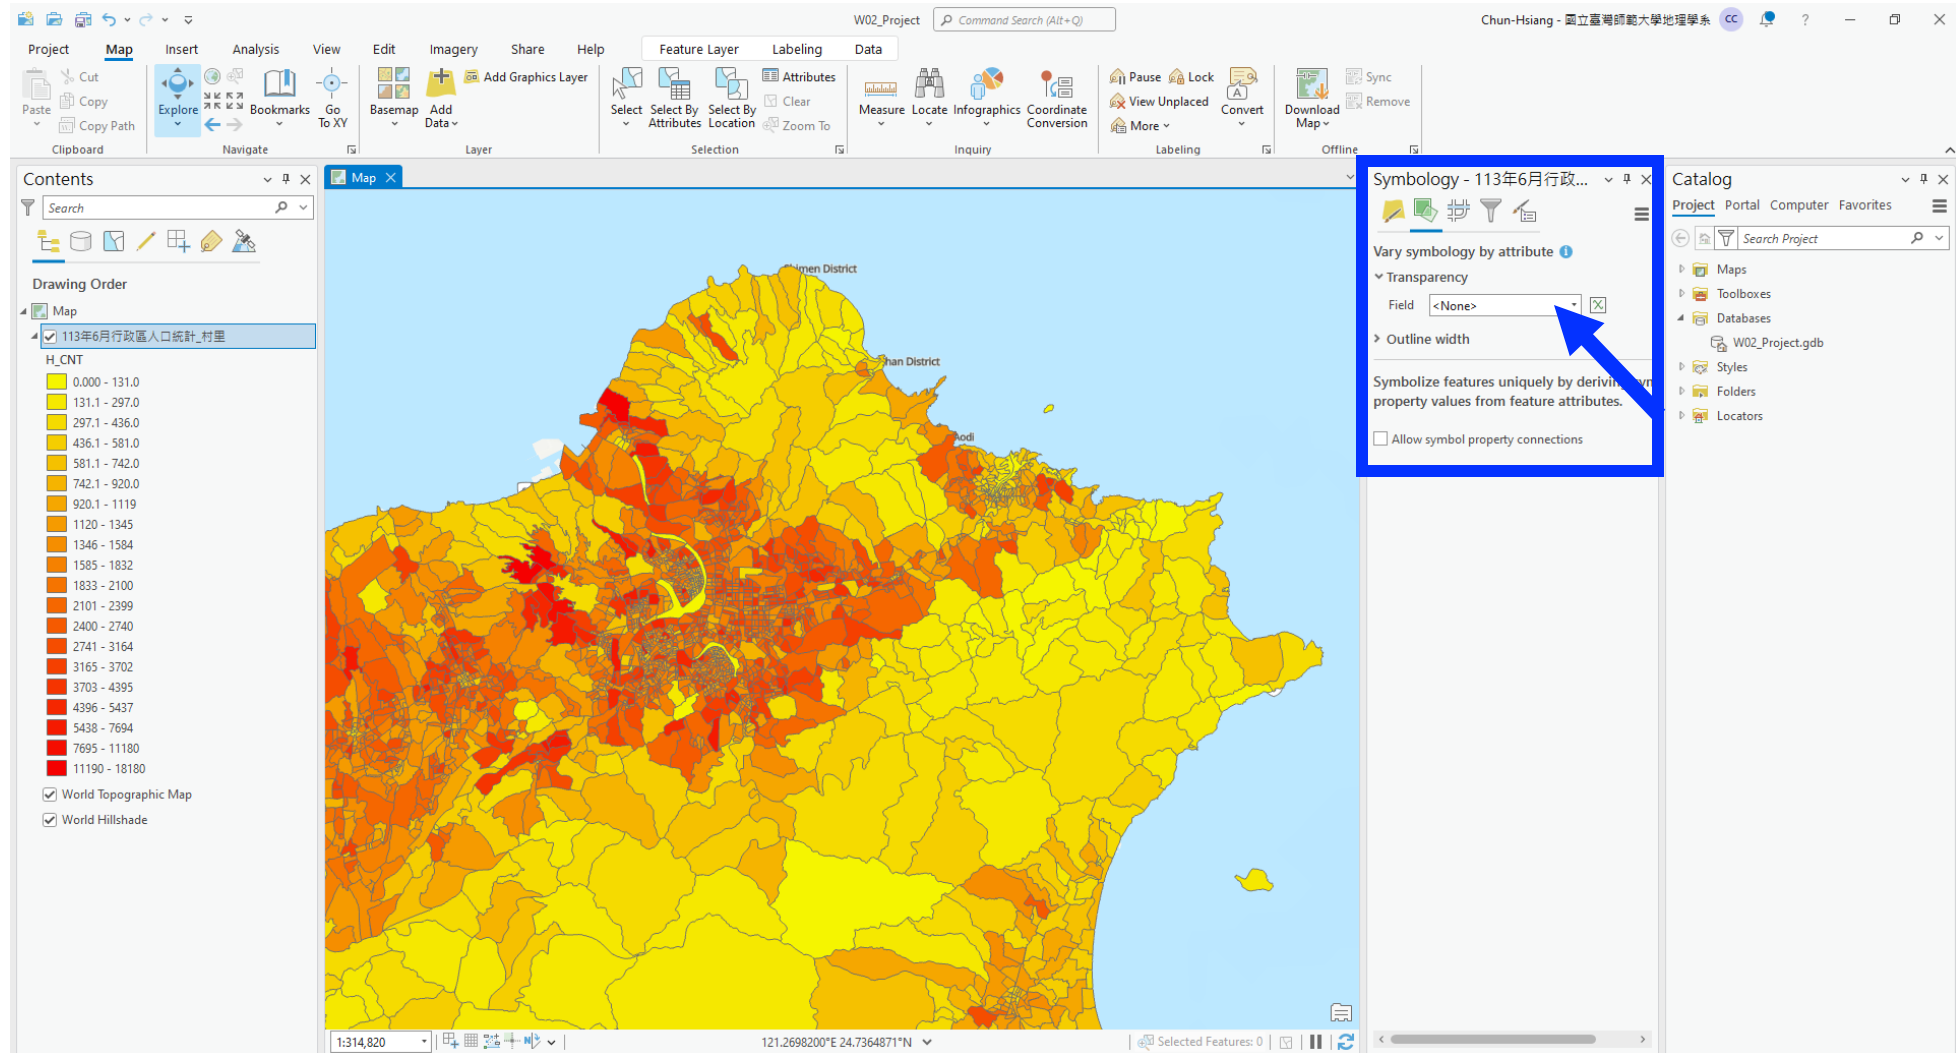 W02_Project
Command Search (Alt+Q)
Chun-Hsiang - 國立臺灣師範大學地理學系
CC
?
Project
Map
Insert
Analysis
View
Edit
Imagery
Share
Help
Feature Layer
Labeling
Data
Paste
Cut
Copy
Copy Path
Clipboard
Explore
Bookmarks
Go
To XY
Navigate
Basemap
Add
Data
Add Graphics Layer
Layer
Select
Select By
Attributes
Select By
Location
Attributes
Clear
Zoom To
Selection
Measure
Locate
Infographics
Coordinate
Conversion
Inquiry
Pause
Lock
View Unplaced
More
Convert
Labeling
Download
Map
Sync
Remove
Offline
Contents
Search
Drawing Order
Map
113年6月行政區人口統計_村里
H_CNT
0.000 - 131.0
131.1 - 297.0
297.1 - 436.0
436.1 - 581.0
581.1 - 742.0
742.1 - 920.0
920.1 - 1119
1120 - 1345
1346 - 1584
1585 - 1832
1833 - 2100
2101 - 2399
2400 - 2740
2741 - 3164
3165 - 3702
3703 - 4395
4396 - 5437
5438 - 7694
7695 - 11180
11190 - 18180
World Topographic Map
World Hillshade
Map
District
District
1:314,820
121.2698200°E 24.7364871°N
Selected Features: 0
Symbology - 113年6月行政...
Vary symbology by attribute
Transparency
Field
<None>
Outline width
Symbolize features uniquely by
property values from feature attributes.
Allow symbol property connections
Catalog
Project
Portal
Computer
Favorites
Search Project
Maps
Toolboxes
Databases
W02_Project.gdb
Styles
Folders
Locators